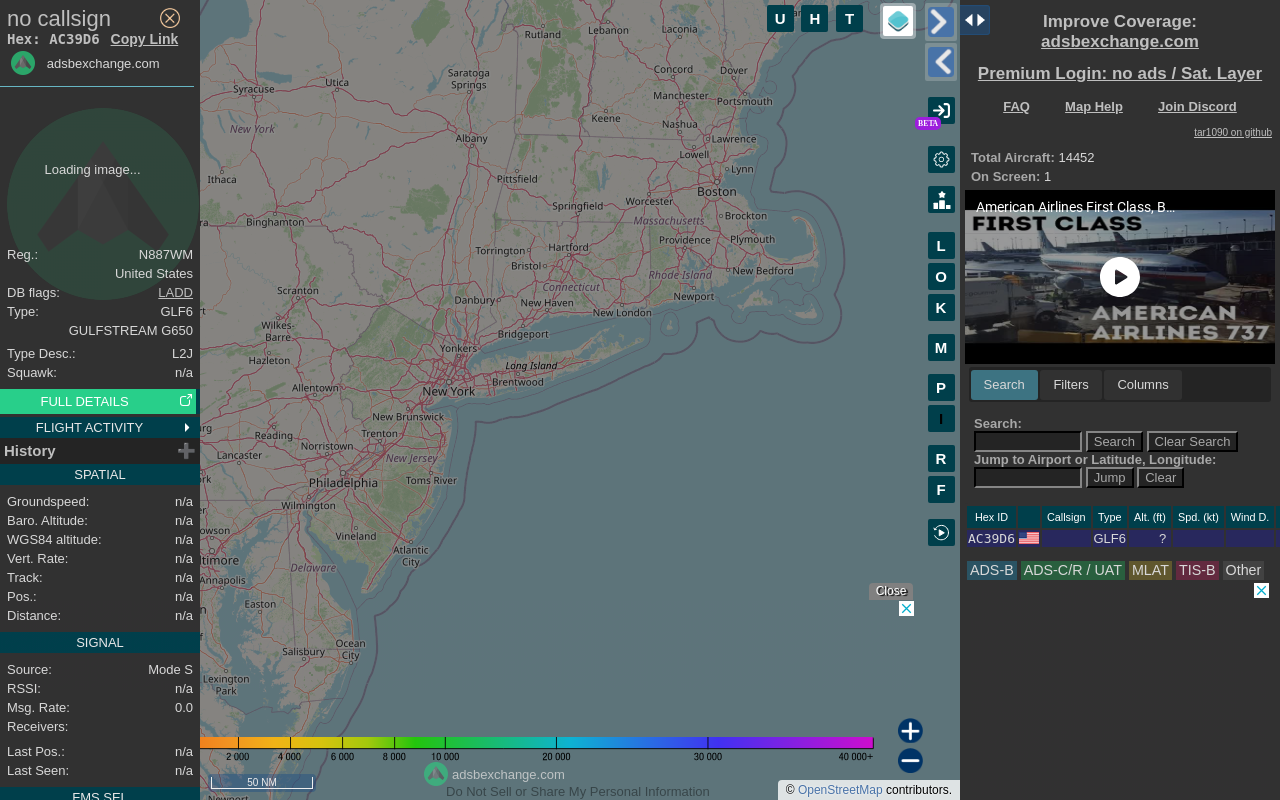 no callsign
Hex: AC39D6 Copy Link
adsbexchange.com
Loading image...
Reg.: N887WM
United States
DB flags: LADD
Type: GLF6
GULFSTREAM G650
Type Desc.: L2J
Squawk: n/a
FULL DETAILS
FLIGHT ACTIVITY
History
SPATIAL
Groundspeed: n/a
Baro. Altitude: n/a
WGS84 altitude: n/a
Vert. Rate: n/a
Track: n/a
Pos.: n/a
Distance: n/a
SIGNAL
Source: Mode S
RSSI: n/a
Msg. Rate: 0.0
Receivers:
Last Pos.: n/a
Last Seen: n/a
FMS SEL
U H T
BETA
L
O
K
M
P
I
R
F
Rutland
Lebanon
Laconia
Concord
Dover
Saratoga
Springs
Utica
Syracuse
Manchester
Portsmouth
Keene
Nashua
New York
Albany
Lawrence
Lowell
Lynn
Ithaca
Pittsfield
Boston
Worcester
Springfield
Massachusetts
Brockton
Binghamton
Hartford
Providence
Plymouth
Torrington
Bristol
New Bedford
Rhode Island
Connecticut
Scranton
Danbury
New Haven
Newport
New London
Wilkes-
Barre
Bridgeport
Yonkers
Hazleton
Long Island
Brentwood
Allentown
New York
New Brunswick
Reading
Trenton
Norristown
Lancaster
New Jersey
Toms River
Philadelphia
Wilmington
Vineland
Atlantic
City
Annapolis
Delaware
Easton
Ocean
City
Salisbury
Lexington
Park
Newport
Close
2 000 4 000 6 000 8 000 10 000 20 000 30 000 40 000+
50 NM
adsbexchange.com
Do Not Sell or Share My Personal Information
© OpenStreetMap contributors.
Improve Coverage:
adsbexchange.com
Premium Login: no ads / Sat. Layer
FAQ Map Help Join Discord
tar1090 on github
Total Aircraft: 14452
On Screen: 1
American Airlines First Class, B...
FIRST CLASS
AMERICAN
AIRLINES 737
Search Filters Columns
Search:
Search Clear Search
Jump to Airport or Latitude, Longitude:
Jump Clear
Hex ID Callsign Type Alt. (ft) Spd. (kt) Wind D.
AC39D6 GLF6 ?
ADS-B ADS-C/R / UAT MLAT TIS-B Other